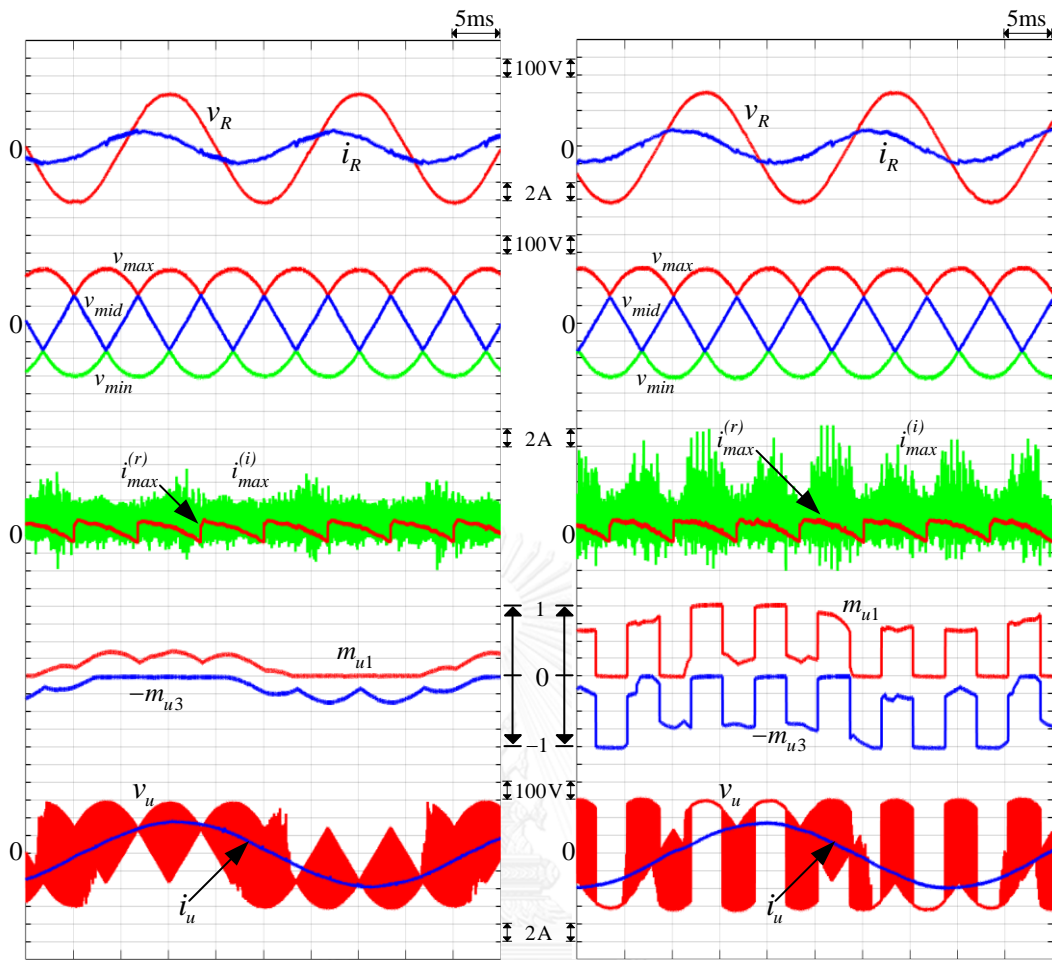 5ms 5ms
100V
v_R v_R
0 i_R 0 i_R
2A
100V
v_max v_max
v_mid v_mid
0 0
v_min v_min
2A
i_max^(r) i_max^(i) i_max^(r) i_max^(i)
0 0
1 m_u1
m_u1
0
−m_u3
−m_u3
−1
v_u 100V v_u
0 0
i_u i_u
2A